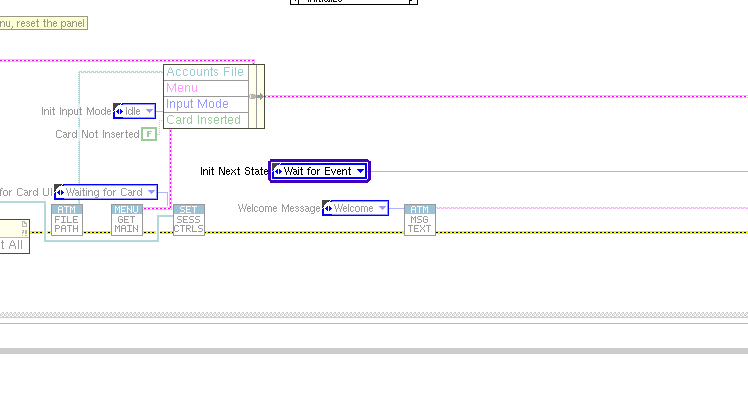 Initialize
nu, reset the panel
Accounts File
Menu
Input Mode
Card Inserted
Init Input Mode
Idle
Card Not Inserted
F
Init Next State
Wait for Event
for Card UI
Waiting for Card
ATM
FILE
PATH
MENU
GET
MAIN
SET
SESS
CTRLS
Welcome Message
Welcome
ATM
MSG
TEXT
t All